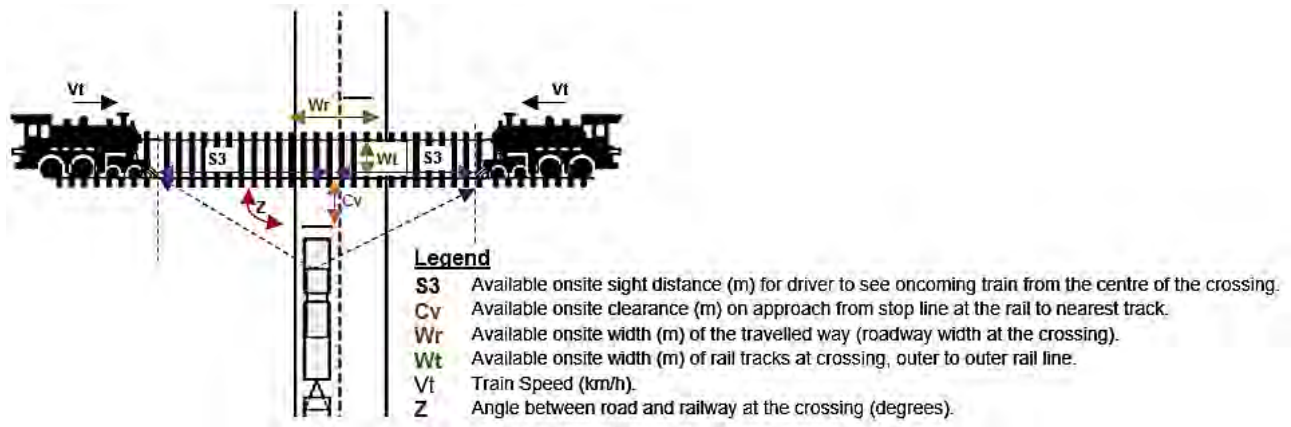 Vt
Vt
Wr
S3
Wt
S3
Z
Cv
Legend
S3 Available onsite sight distance (m) for driver to see oncoming train from the centre of the crossing.
Cv Available onsite clearance (m) on approach from stop line at the rail to nearest track.
Wr Available onsite width (m) of the travelled way (roadway width at the crossing).
Wt Available onsite width (m) of rail tracks at crossing, outer to outer rail line.
Vt Train Speed (km/h).
Z Angle between road and railway at the crossing (degrees).